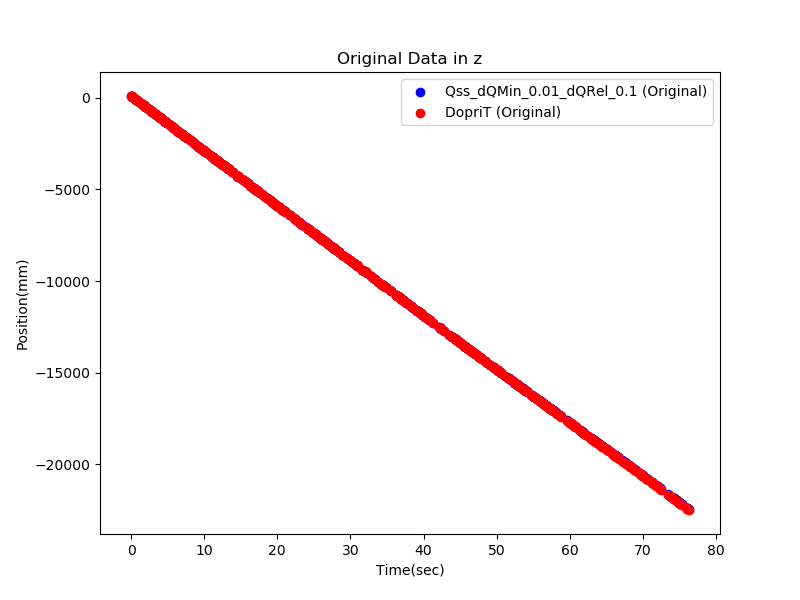 Original Data in z
Qss_dQMin_0.01_dQRel_0.1 (Original)
DopriT (Original)
0
−5000
−10000
−15000
−20000
Position(mm)
0 10 20 30 40 50 60 70 80
Time(sec)